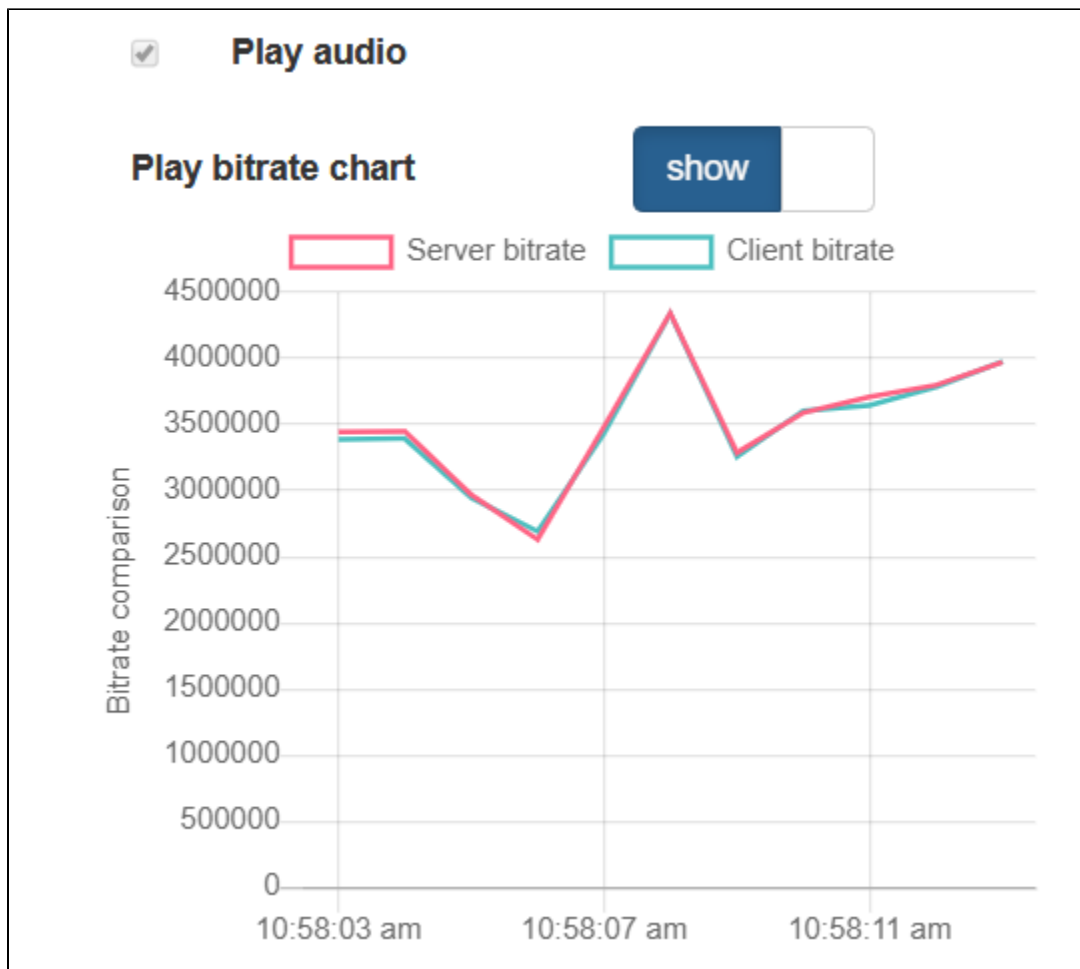 Play audio
Play bitrate chart
show
Server bitrate Client bitrate
4500000
4000000
3500000
3000000
2500000
2000000
1500000
1000000
500000
0
Bitrate comparison
10:58:03 am 10:58:07 am 10:58:11 am